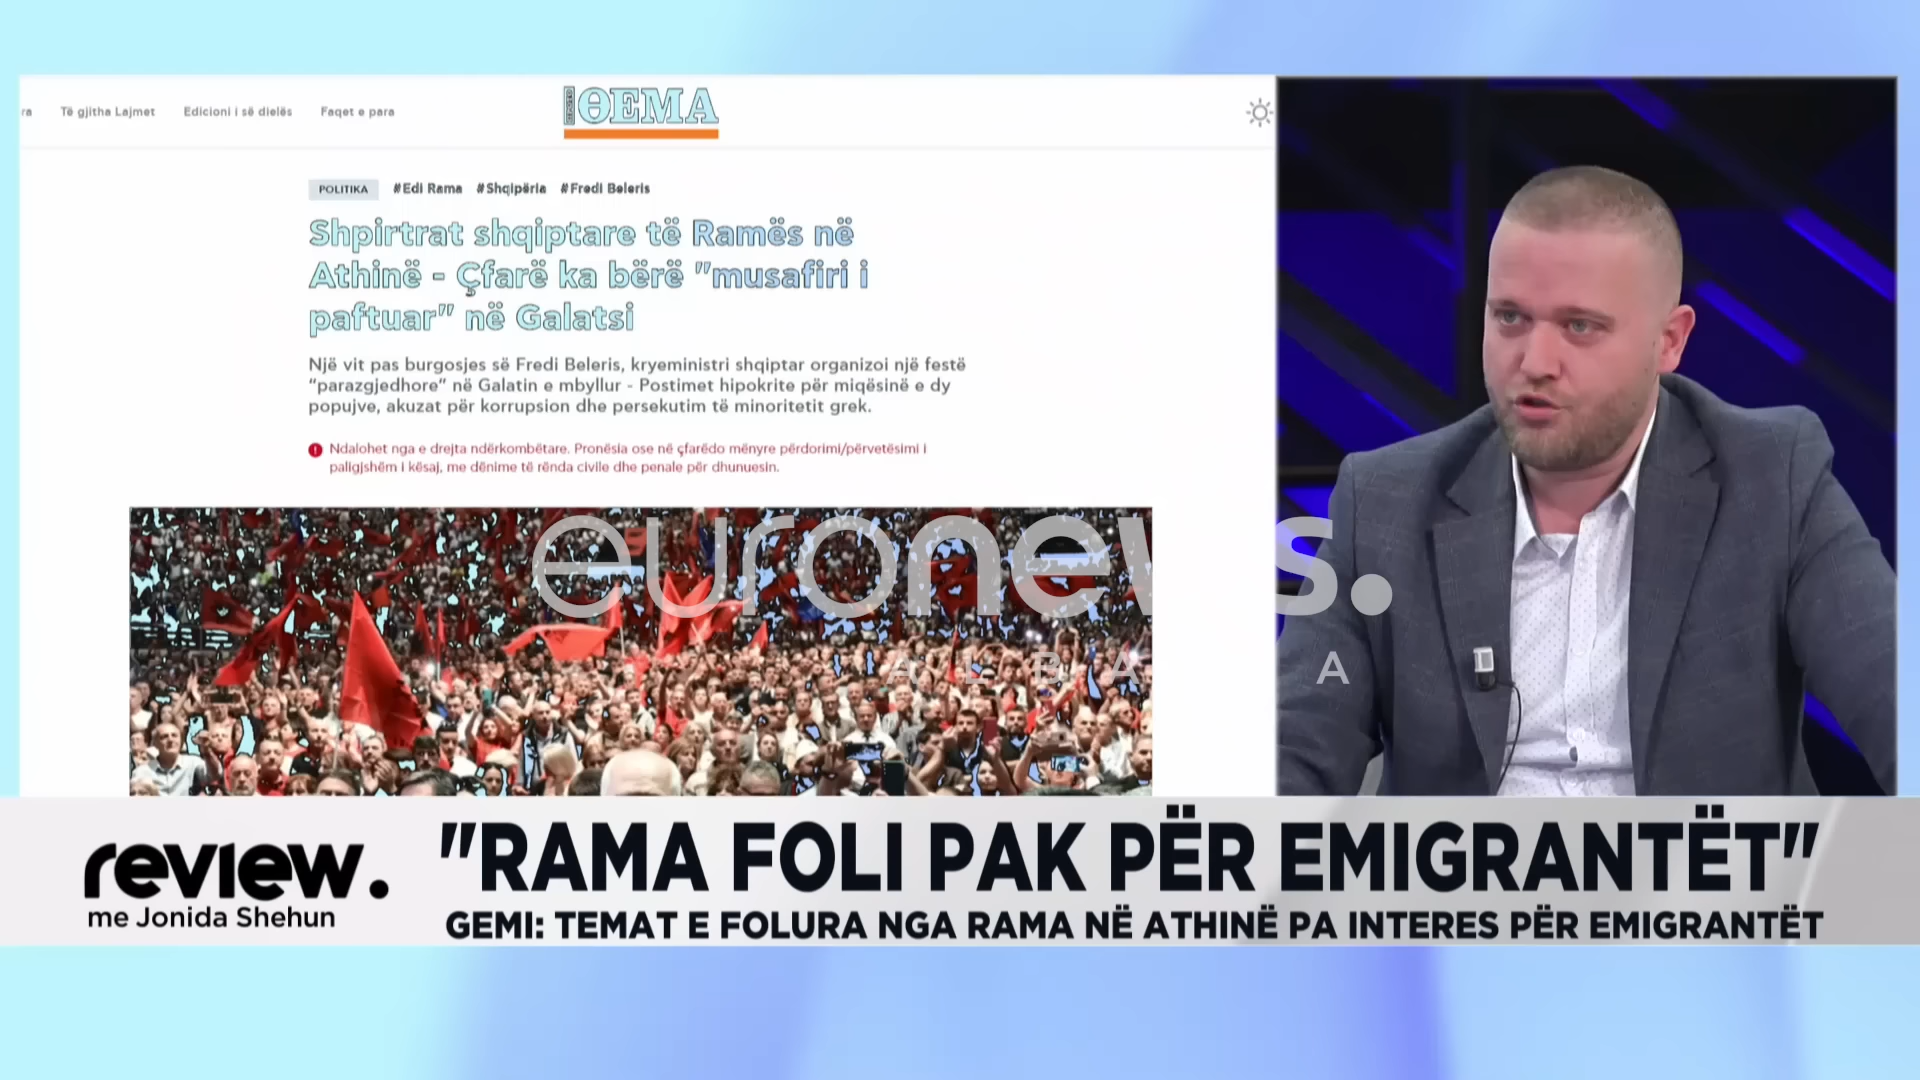 ra Të gjitha Lajmet Edicioni i së dielës Faqet e para
ΘΕΜΑ
POLITIKA #Edi Rama #Shqipëria #Fredi Beleris
Shpirtrat shqiptare të Ramës në
Athinë - Çfarë ka bërë "musafiri i
paftuar" në Galatsi
Një vit pas burgosjes së Fredi Beleris, kryeministri shqiptar organizoi një festë
“parazgjedhore” në Galatin e mbyllur - Postimet hipokrite për miqësinë e dy
popujve, akuzat për korrupsion dhe persekutim të minoritetit grek.
Ndalohet nga e drejta ndërkombëtare. Pronësia ose në çfarëdo mënyre përdorimi/përvetësimi i
paligjshëm i kësaj, me dënime të rënda civile dhe penale për dhunuesin.
euronews.
ALBA A
review.
me Jonida Shehun
"RAMA FOLI PAK PËR EMIGRANTËT"
GEMI: TEMAT E FOLURA NGA RAMA NË ATHINË PA INTERES PËR EMIGRANTËT